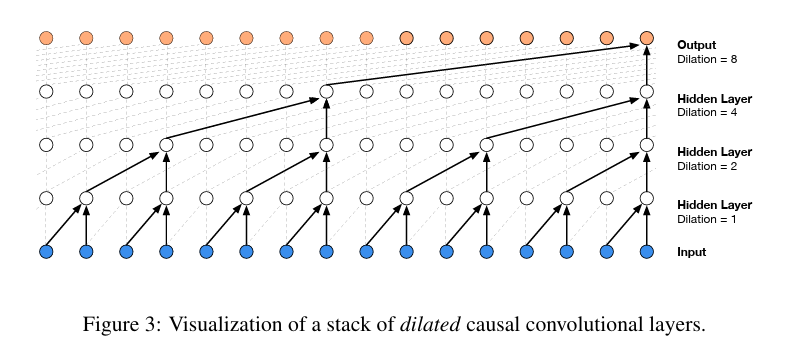 Output
Dilation = 8
Hidden Layer
Dilation = 4
Hidden Layer
Dilation = 2
Hidden Layer
Dilation = 1
Input
Figure 3: Visualization of a stack of dilated causal convolutional layers.